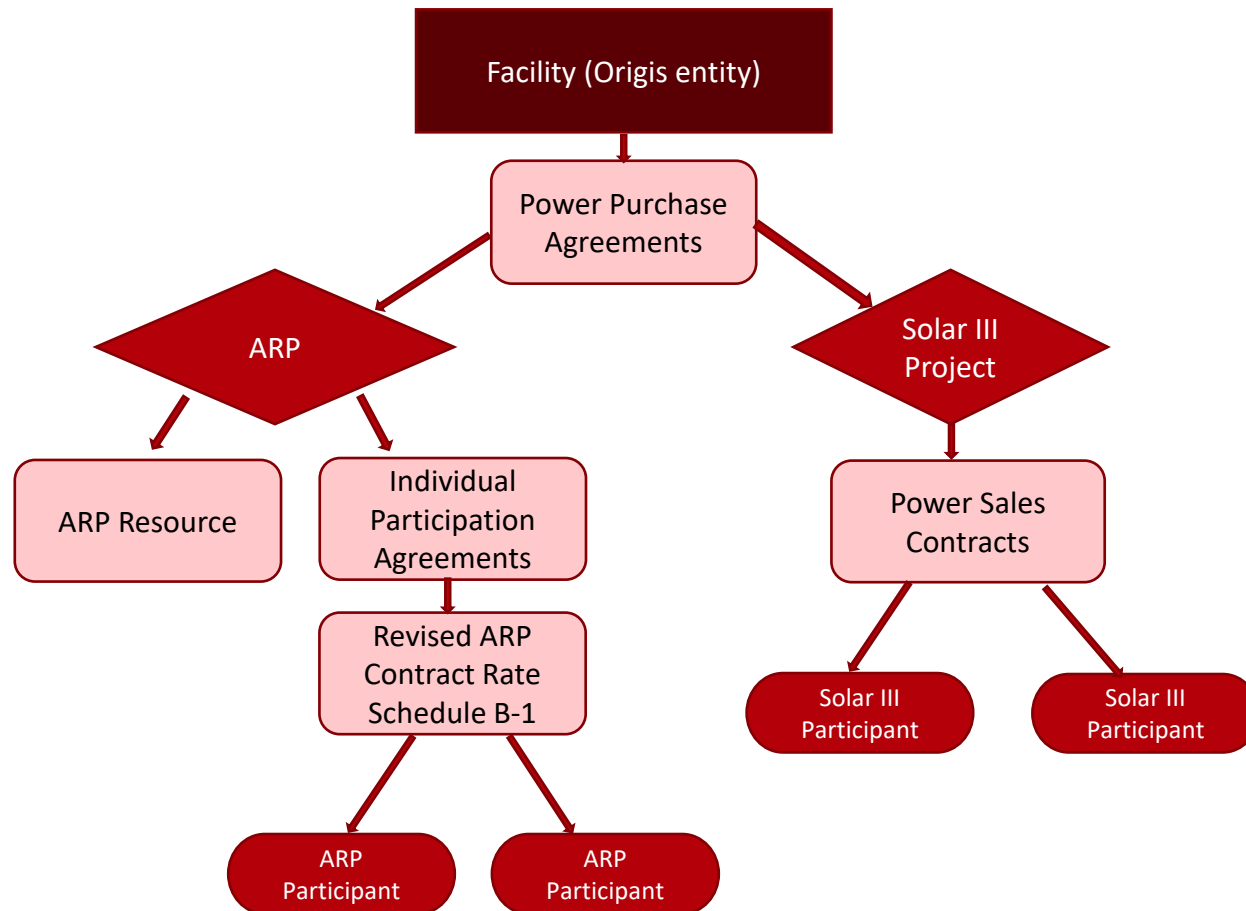 Facility (Origis entity)
Power Purchase
Agreements
ARP
Solar III
Project
ARP Resource
Individual
Participation
Agreements
Power Sales
Contracts
Revised ARP
Contract Rate
Schedule B-1
Solar III
Participant
Solar III
Participant
ARP
Participant
ARP
Participant